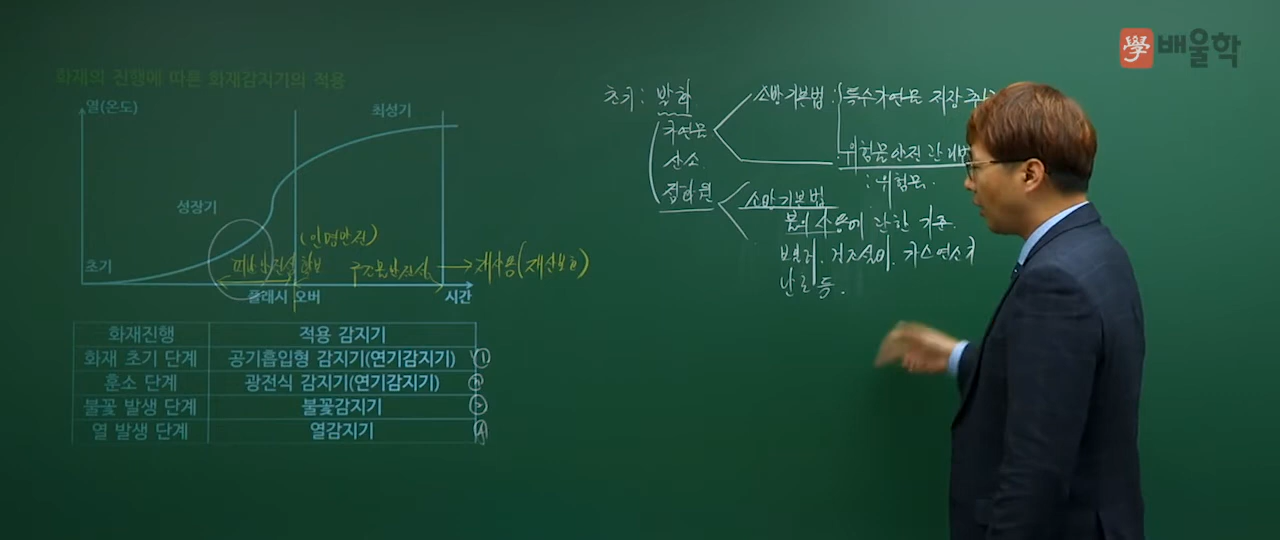 學 배울학
화재의 진행에 따른 화재감지기의 적용
열(온도)
최성기
성장기
초기
(인명안전)
피난안전성 확보
구조물 안전성
재사용(재산보호)
플래시 오버
시간
화재진행 적용 감지기
화재 초기 단계 공기흡입형 감지기(연기감지기) ①
훈소 단계 광전식 감지기(연기감지기) ②
불꽃 발생 단계 불꽃감지기 ③
열 발생 단계 열감지기 ④
초기 : 발화
가연물
산소
점화원
소방기본법 : 특수가연물 저장
위험물안전관리법
: 위험물.
소방기본법
불의 사용에 관한 기준.
보일러. 건조설비. 가스연소기
난로 등.